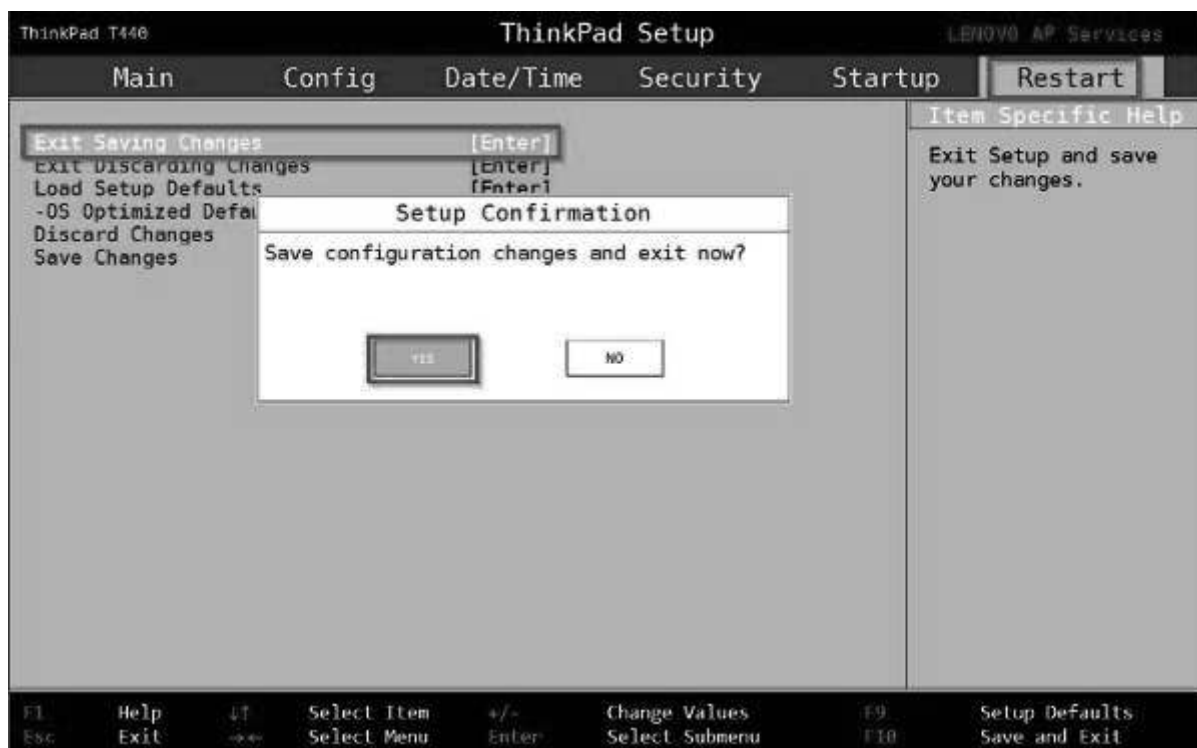 ThinkPad T440
ThinkPad Setup
LENOVO AP Services
Main Config Date/Time Security Startup Restart
Item Specific Help
Exit Saving Changes [Enter]
Exit Discarding Changes [Enter]
Load Setup Defaults [Enter]
-OS Optimized Defau
Discard Changes
Save Changes
Exit Setup and save
your changes.
Setup Confirmation
Save configuration changes and exit now?
YES NO
F1 Help ↓↑ Select Item +/- Change Values F9 Setup Defaults
Esc Exit →← Select Menu Enter Select Submenu F10 Save and Exit